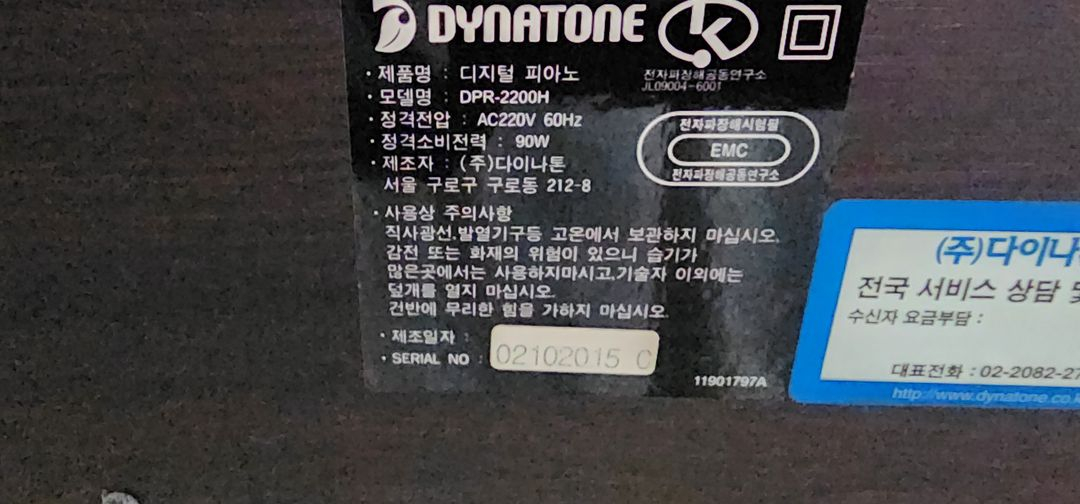 DYNATONE
전자파장해공동연구소
JL09004-6001
· 제품명 : 디지털 피아노
· 모델명 : DPR-2200H
· 정격전압 : AC220V 60Hz
· 정격소비전력 : 90W
· 제조자 : (주)다이나톤
서울 구로구 구로동 212-8
전자파장해시험필
EMC
전자파장해공동연구소
· 사용상 주의사항
직사광선,발열기구등 고온에서 보관하지 마십시오.
감전 또는 화재의 위험이 있으니 습기가
많은곳에서는 사용하지마시고,기술자 이외에는
덮개를 열지 마십시오.
건반에 무리한 힘을 가하지 마십시오.
· 제조일자 :
· SERIAL NO : 02102015 C
11901797A
(주)다이나
전국 서비스 상담 및
수신자 요금부담 :
대표전화 : 02-2082-27
http://www.dynatone.co.k